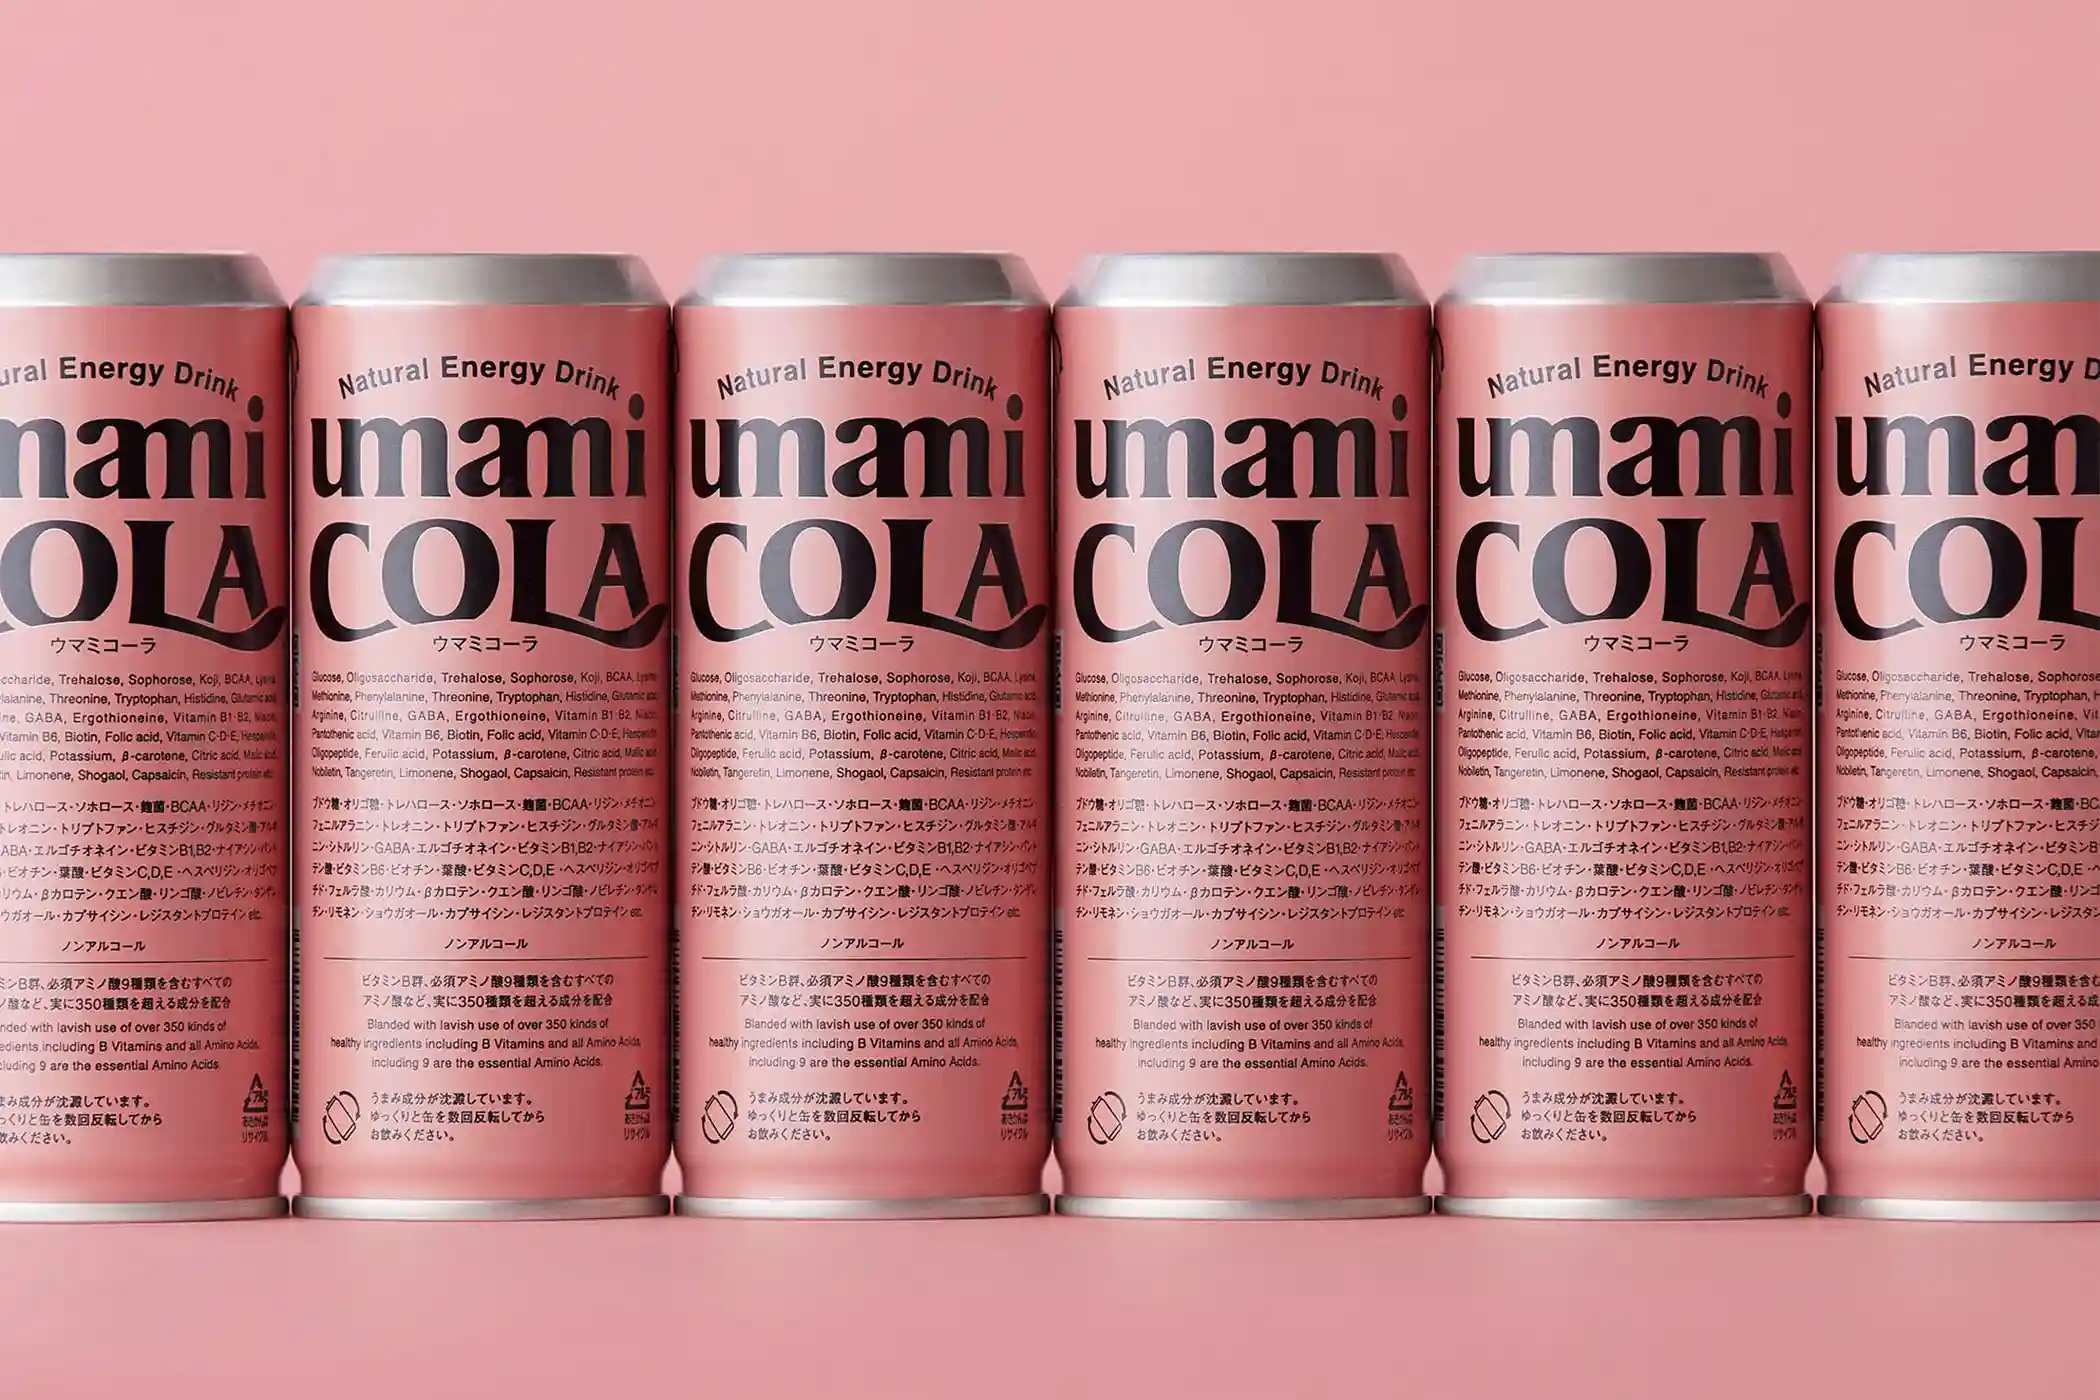 Natural Energy Drink
umami
COLA
ウマミコーラ
Glucose, Oligosaccharide, Trehalose, Sophorose, Koji, BCAA, Lysine,
Methionine, Phenylalanine, Threonine, Tryptophan, Histidine, Glutamic acid,
Arginine, Citrulline, GABA, Ergothioneine, Vitamin B1·B2, Niacin,
Pantothenic acid, Vitamin B6, Biotin, Folic acid, Vitamin C·D·E, Hesperidin,
Oligopeptide, Ferulic acid, Potassium, β-carotene, Citric acid, Malic acid,
Nobiletin, Tangeretin, Limonene, Shogaol, Capsaicin, Resistant protein etc.
ブドウ糖・オリゴ糖・トレハロース・ソホロース・麹菌・BCAA・リジン・メチオニン・
フェニルアラニン・トレオニン・トリプトファン・ヒスチジン・グルタミン酸・アルギ
ニン・シトルリン・GABA・エルゴチオネイン・ビタミンB1,B2・ナイアシン・パント
テン酸・ビタミンB6・ビオチン・葉酸・ビタミンC,D,E・ヘスペリジン・オリゴペプ
チド・フェルラ酸・カリウム・βカロテン・クエン酸・リンゴ酸・ノビレチン・タンゲレ
チン・リモネン・ショウガオール・カプサイシン・レジスタントプロテイン etc.
ノンアルコール
ビタミンB群、必須アミノ酸9種類を含むすべての
アミノ酸など、実に350種類を超える成分を配合
Blanded with lavish use of over 350 kinds of
healthy ingredients including B Vitamins and all Amino Acids,
including 9 are the essential Amino Acids.
うまみ成分が沈澱しています。
ゆっくりと缶を数回反転してから
お飲みください。
アルミ
あきかんは
リサイクル